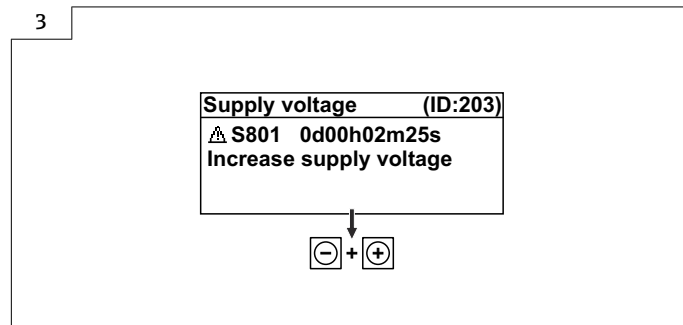 3
Supply voltage (ID:203)
⚠ S801 0d00h02m25s
Increase supply voltage
- + +